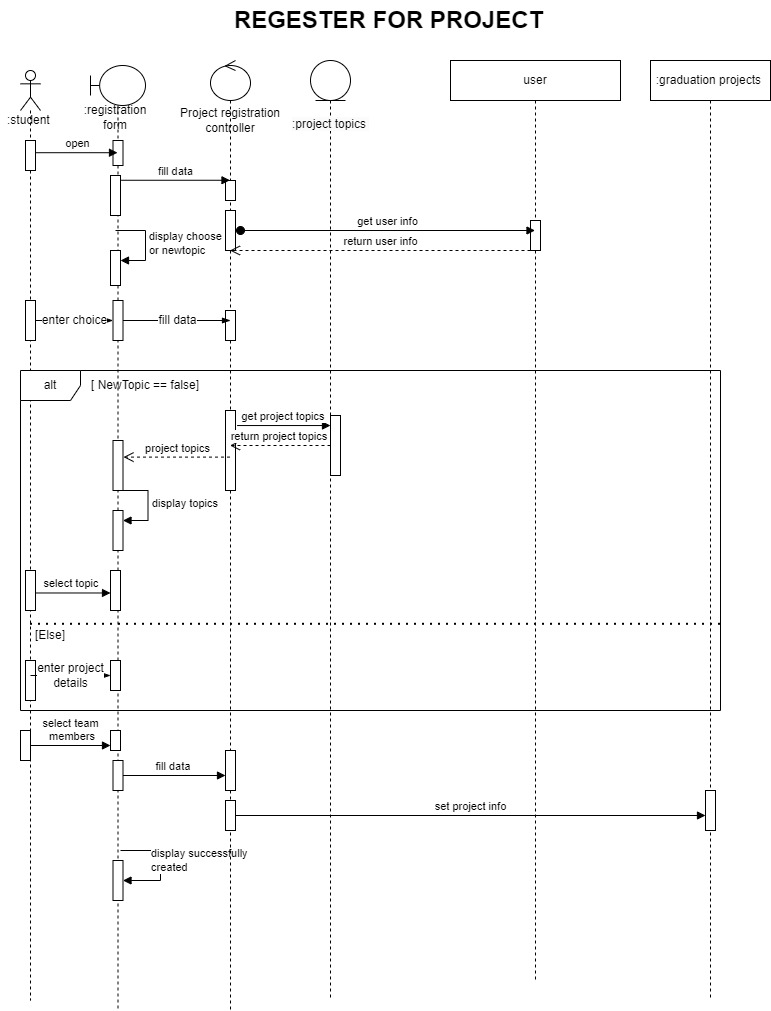 REGESTER FOR PROJECT
:student
:registration
form
Project registration
controller
:project topics
user
:graduation projects
open
fill data
get user info
display choose
or newtopic
return user info
enter choice
fill data
alt
[ NewTopic == false]
get project topics
return project topics
project topics
display topics
select topic
[Else]
enter project
details
select team
members
fill data
set project info
display successfully
created